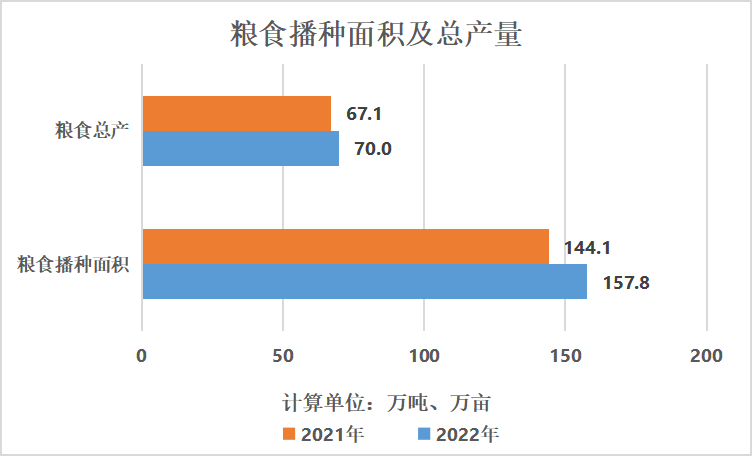 粮食播种面积及总产量
粮食总产
67.1
70.0
粮食播种面积
144.1
157.8
0 50 100 150 200
计算单位：万吨、万亩
2021年 2022年